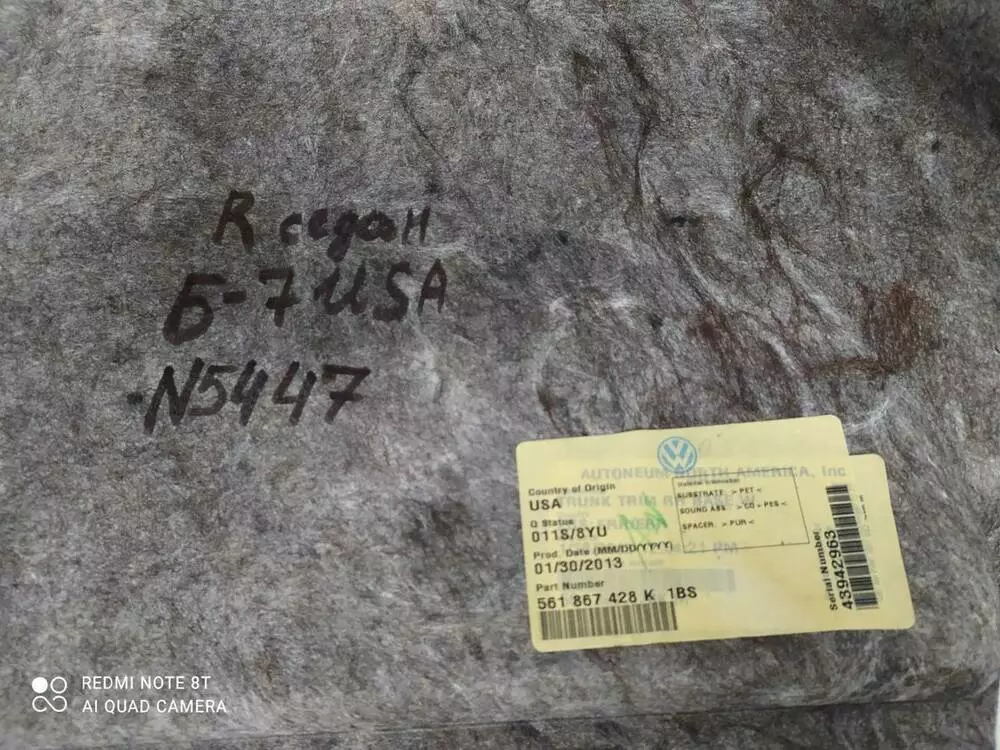 R седан
Б-7 USA
N5447
AUTONEUM NORTH AMERICA, Inc
Country of Origin
USA
TRUNK TRIM RH BASE
SUBSTRATE > PET <
SOUND ABS. > CO > PES <
SPACER. > PUR <
Q Status
011S/8YU
Prod. Date (MM/DD/YYYY)
01/30/2013
Part Number
561 867 428 K 1BS
Serial Number
43942963
REDMI NOTE 8T
AI QUAD CAMERA